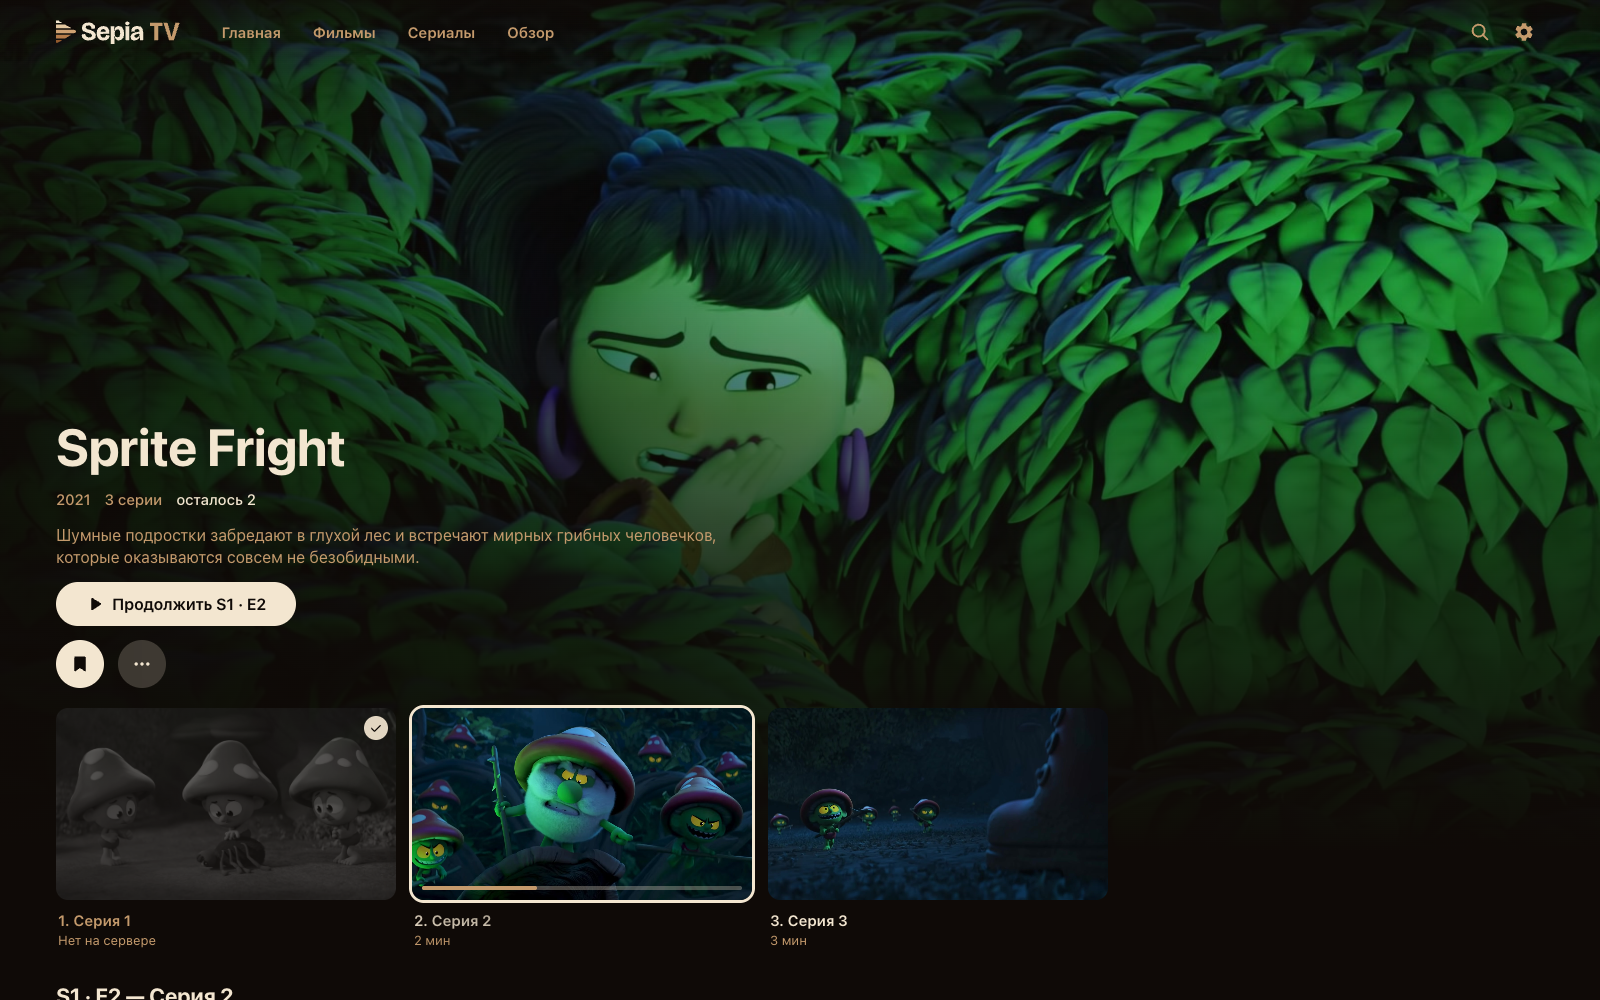 Sepia TV
Главная
Фильмы
Сериалы
Обзор
Sprite Fright
2021 3 серии осталось 2
Шумные подростки забредают в глухой лес и встречают мирных грибных человечков,
которые оказываются совсем не безобидными.
Продолжить S1 · E2
1. Серия 1
Нет на сервере
2. Серия 2
2 мин
3. Серия 3
3 мин
S1 · E2 — Серия 2